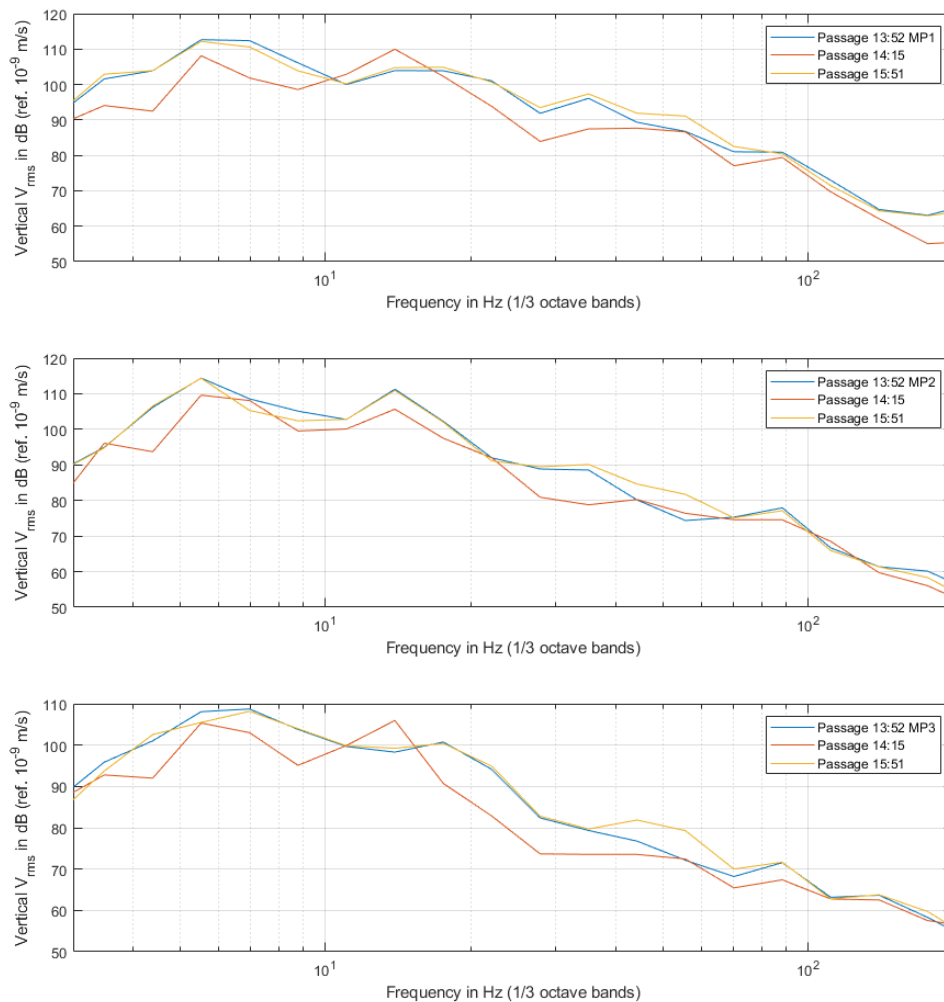 120
110
100
90
80
70
60
50
Vertical V_rms in dB (ref. 10^-9 m/s)
Passage 13:52 MP1
Passage 14:15
Passage 15:51
10^1
10^2
Frequency in Hz (1/3 octave bands)
120
110
100
90
80
70
60
50
Vertical V_rms in dB (ref. 10^-9 m/s)
Passage 13:52 MP2
Passage 14:15
Passage 15:51
10^1
10^2
Frequency in Hz (1/3 octave bands)
110
100
90
80
70
60
50
Vertical V_rms in dB (ref. 10^-9 m/s)
Passage 13:52 MP3
Passage 14:15
Passage 15:51
10^1
10^2
Frequency in Hz (1/3 octave bands)